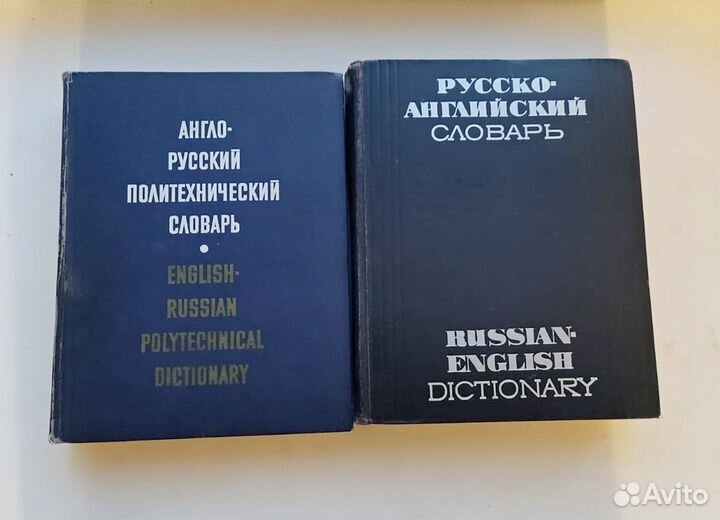 АНГЛО-
РУССКИЙ
ПОЛИТЕХНИЧЕСКИЙ
СЛОВАРЬ
•
ENGLISH-
RUSSIAN
POLYTECHNICAL
DICTIONARY
РУССКО-
АНГЛИЙСКИЙ
СЛОВАРЬ
RUSSIAN-
ENGLISH
DICTIONARY
Avito